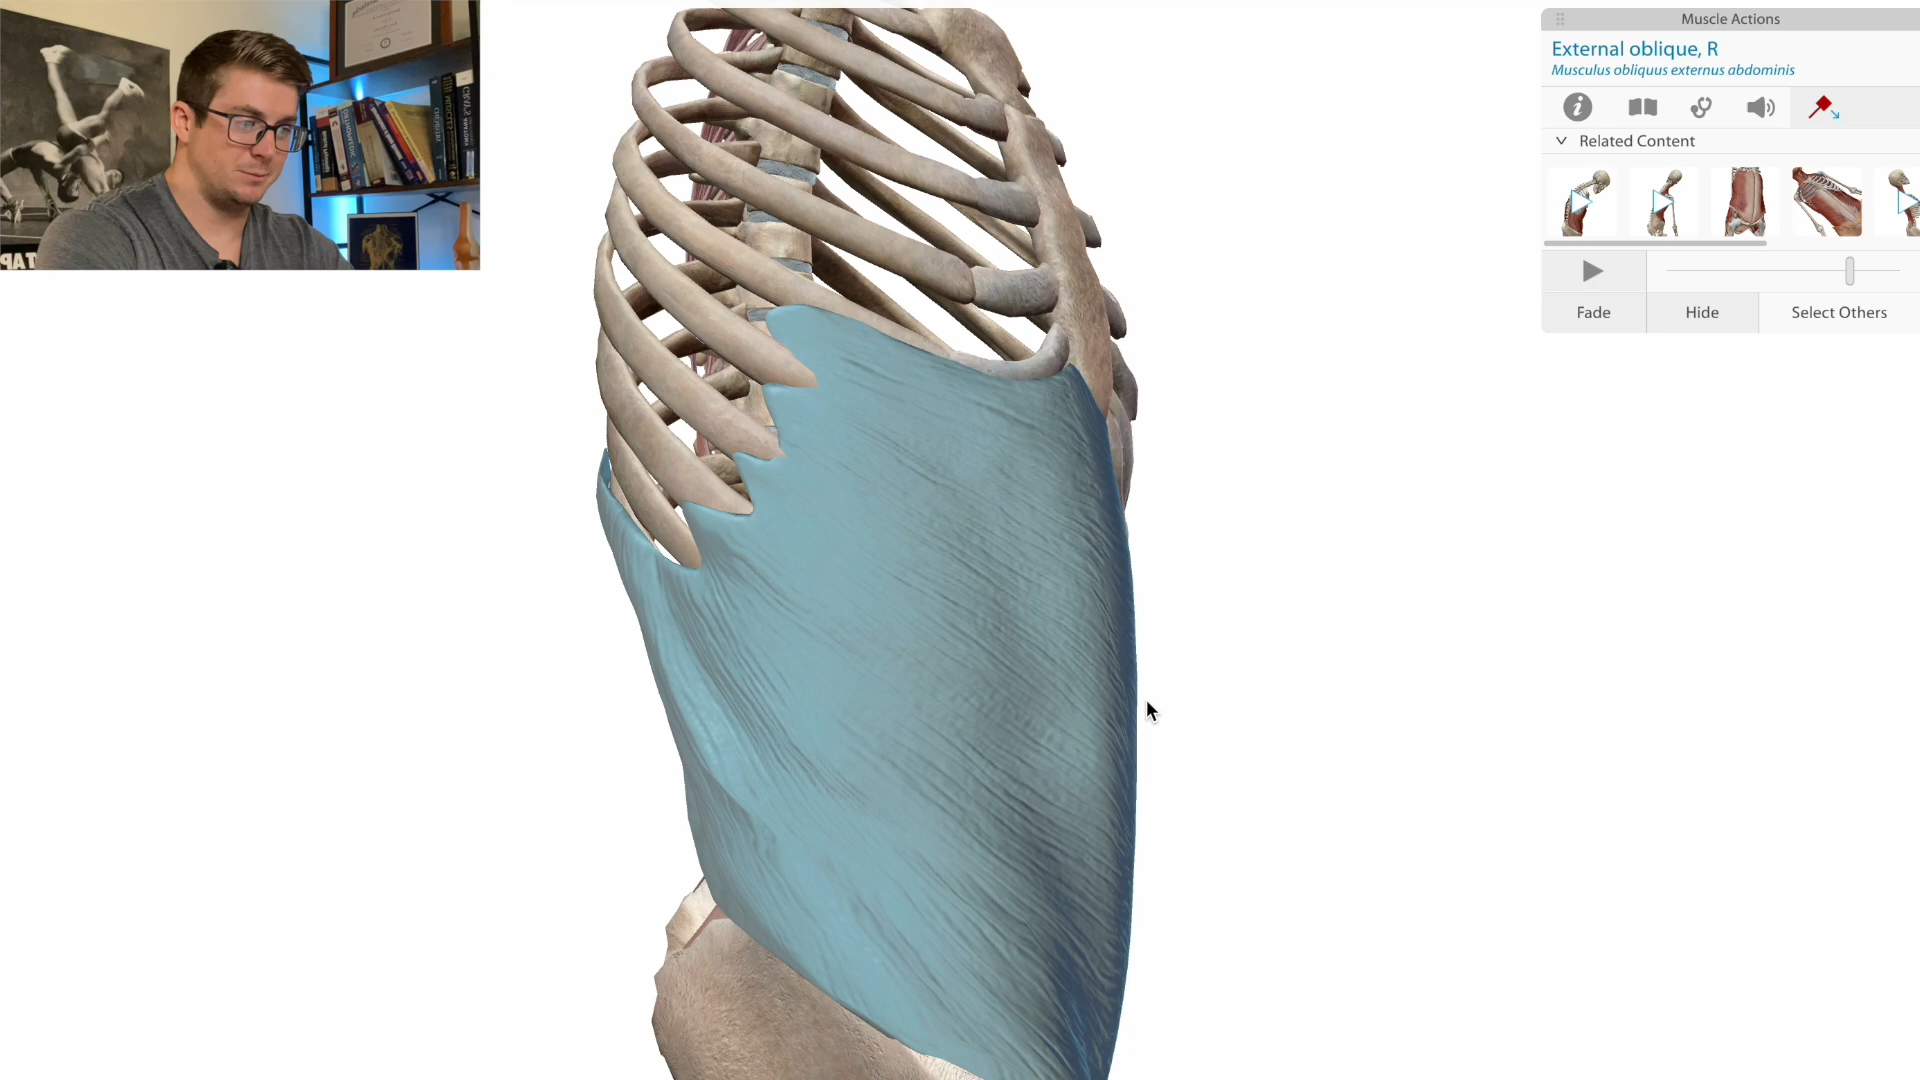 Muscle Actions
External oblique, R
Musculus obliquus externus abdominis
Related Content
Fade
Hide
Select Others